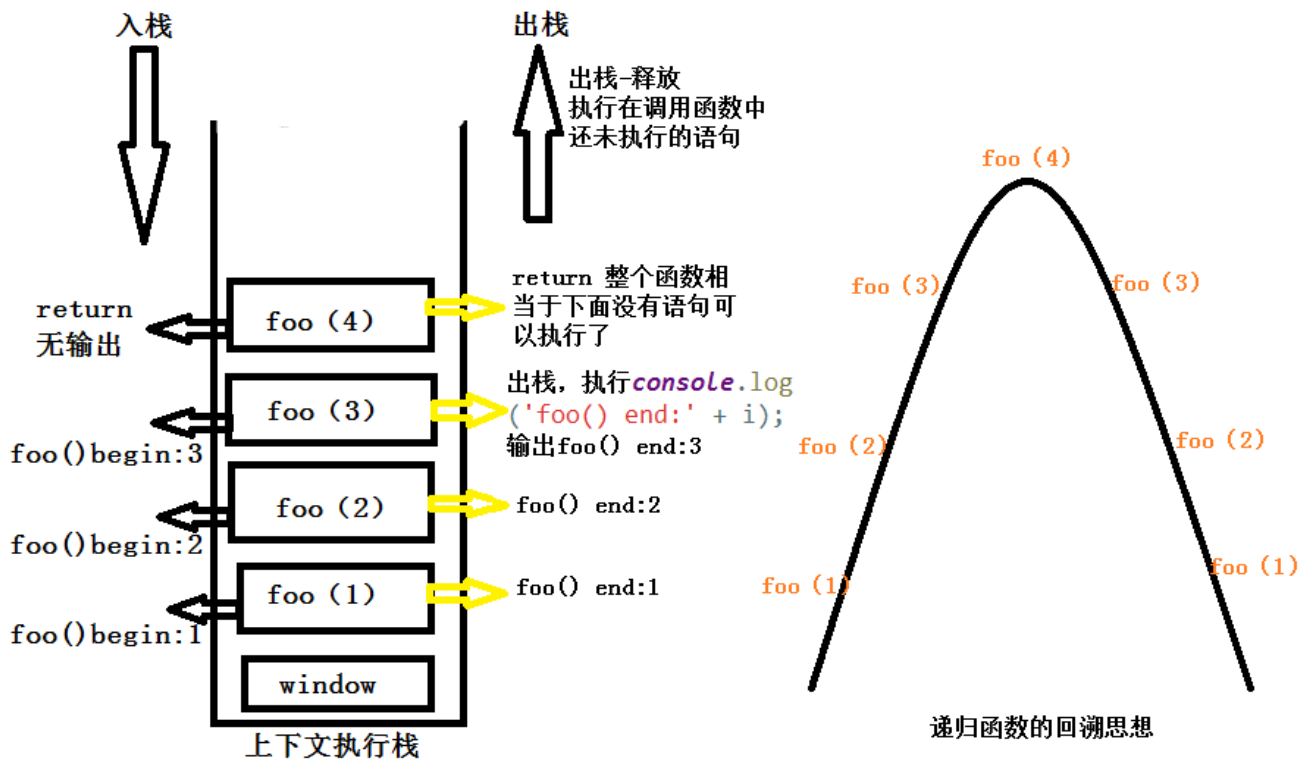 入栈
出栈
出栈-释放
执行在调用函数中
还未执行的语句
return
无输出
foo（4）
return 整个函数相
当于下面没有语句可
以执行了
foo（3）
foo()begin:3
出栈，执行console.log
('foo() end:' + i);
输出foo() end:3
foo（2）
foo()begin:2
foo() end:2
foo（1）
foo()begin:1
foo() end:1
window
上下文执行栈
foo（4）
foo（3）
foo（3）
foo（2）
foo（2）
foo（1）
foo（1）
递归函数的回溯思想